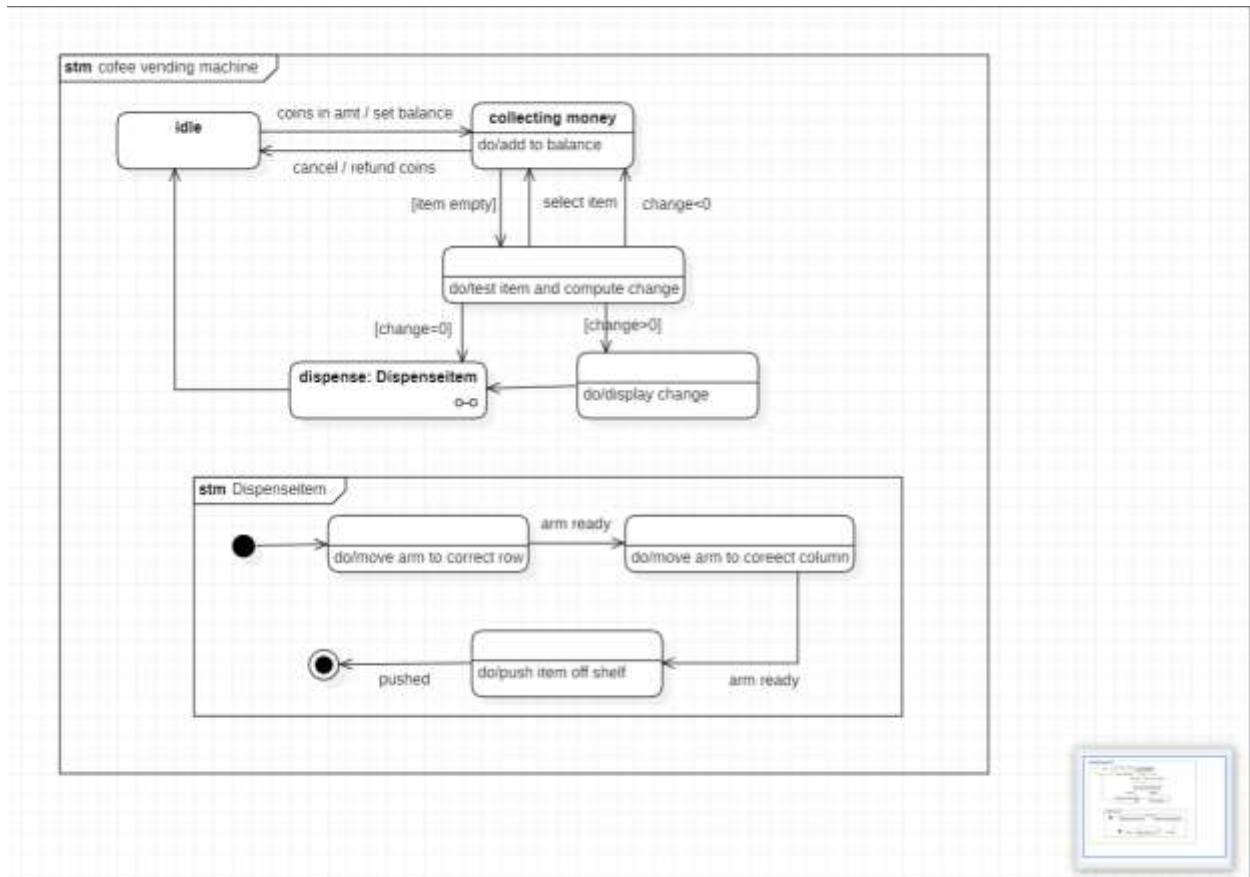 stm cofee vending machine
idle
coins in amt / set balance
collecting money
do/add to balance
cancel / refund coins
[item empty]
select item
change<0
do/test item and compute change
[change=0]
[change>0]
dispense: Dispenseitem
do/display change
stm Dispenseitem
do/move arm to correct row
arm ready
do/move arm to coreect column
do/push item off shelf
pushed
arm ready